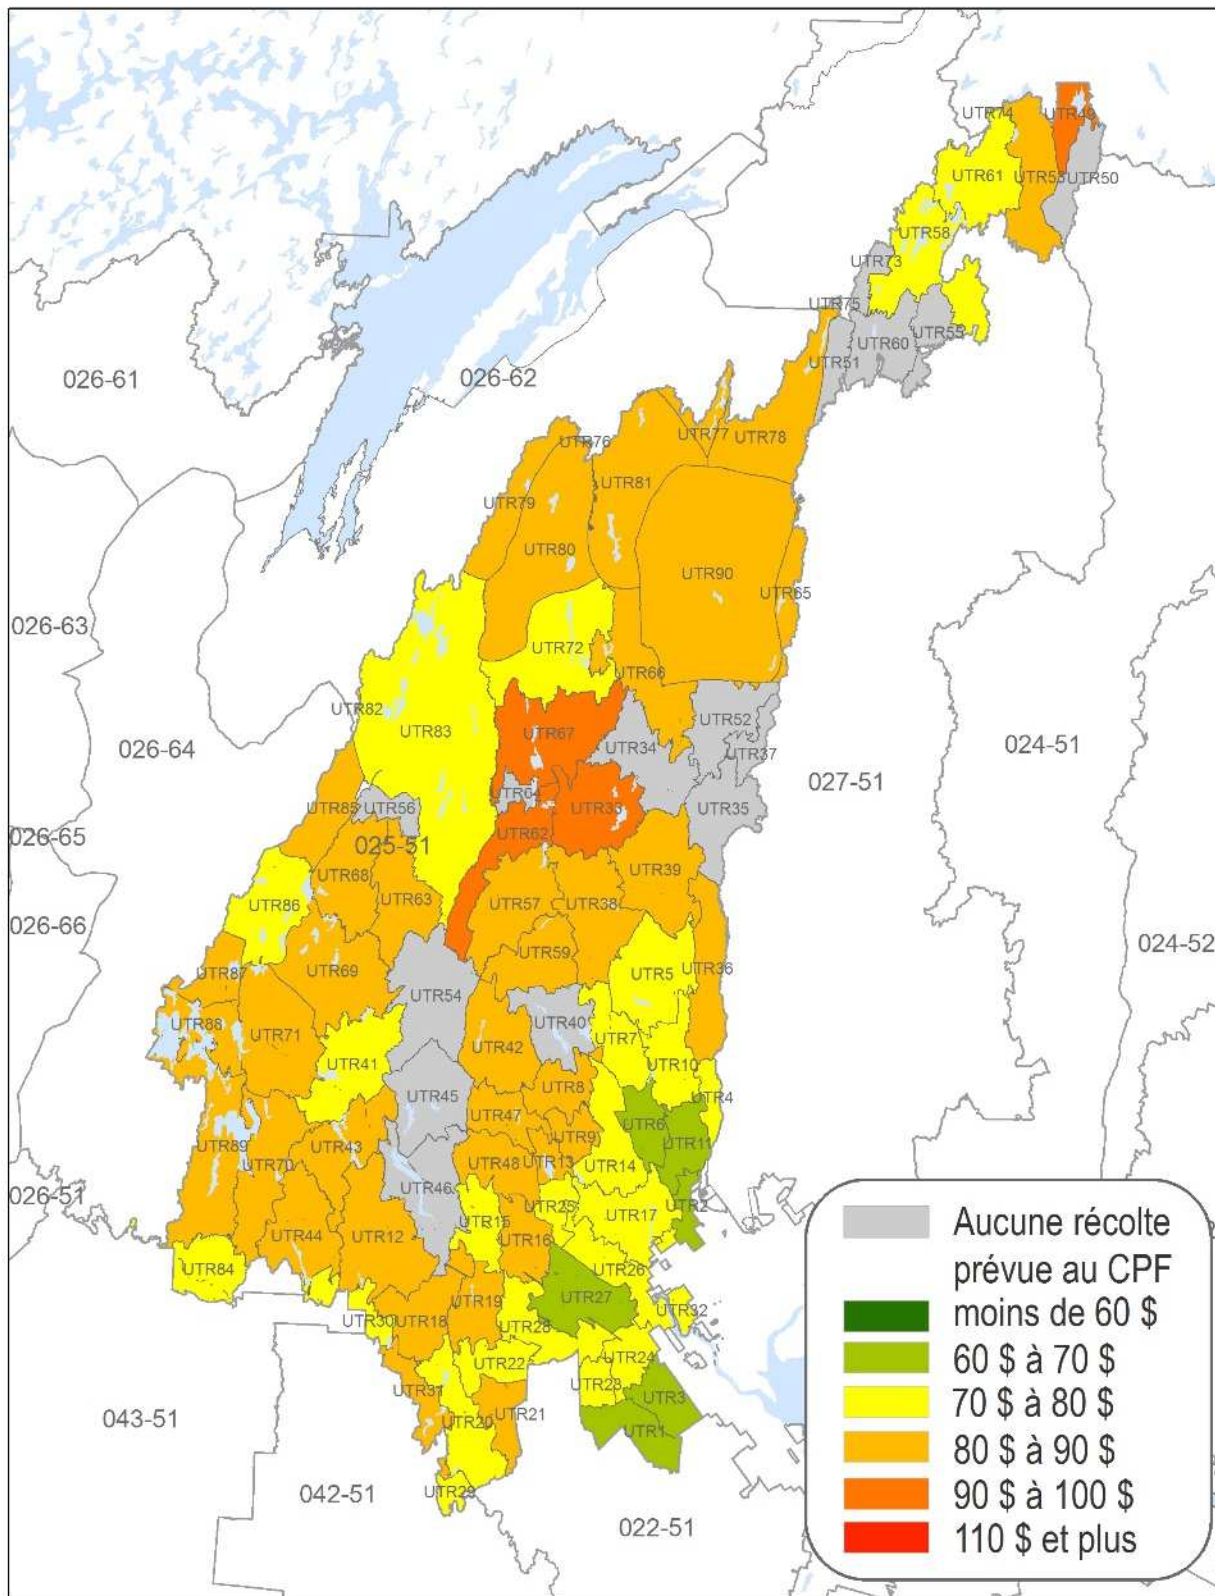 UTR74
UTR49
UTR61
UTR53
UTR50
UTR58
UTR73
UTR75
UTR55
UTR60
UTR51
026-61
026-62
UTR76
UTR77
UTR78
UTR79
UTR81
UTR80
UTR90
UTR65
026-63
UTR72
UTR66
UTR82
UTR83
UTR67
UTR34
UTR52
UTR37
026-64
024-51
027-51
UTR64
UTR33
UTR35
UTR85
UTR56
026-65
025-51
UTR62
UTR39
UTR68
UTR86
UTR63
UTR57
UTR38
026-66
024-52
UTR87
UTR69
UTR59
UTR5
UTR36
UTR54
UTR88
UTR71
UTR40
UTR7
UTR42
UTR41
UTR10
UTR8
UTR45
UTR4
UTR47
UTR6
UTR89
UTR43
UTR9
UTR11
UTR70
UTR48
UTR13
UTR14
026-51
UTR46
UTR25
UTR2
UTR15
UTR17
UTR44
UTR12
UTR16
UTR84
UTR26
UTR27
UTR19
UTR32
UTR30
UTR18
UTR28
UTR22
UTR24
UTR31
UTR23
UTR3
UTR20
UTR21
UTR1
043-51
042-51
UTR29
022-51
Aucune récolte
prévue au CPF
moins de 60 $
60 $ à 70 $
70 $ à 80 $
80 $ à 90 $
90 $ à 100 $
110 $ et plus